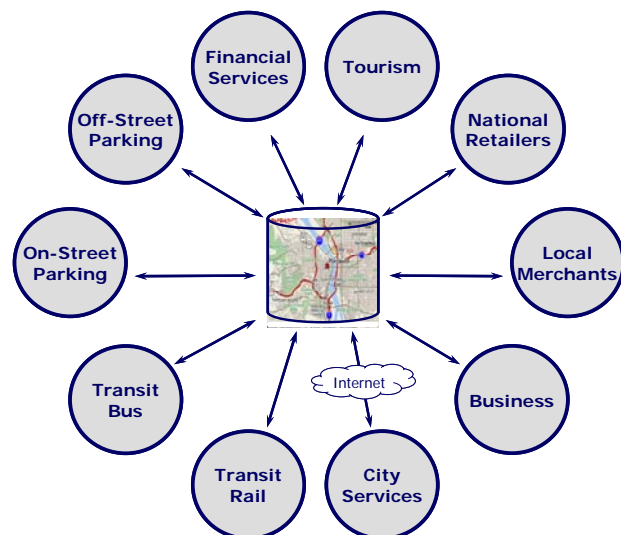 Financial
Services
Tourism
Off-Street
Parking
National
Retailers
On-Street
Parking
Local
Merchants
Internet
Transit
Bus
Business
Transit
Rail
City
Services